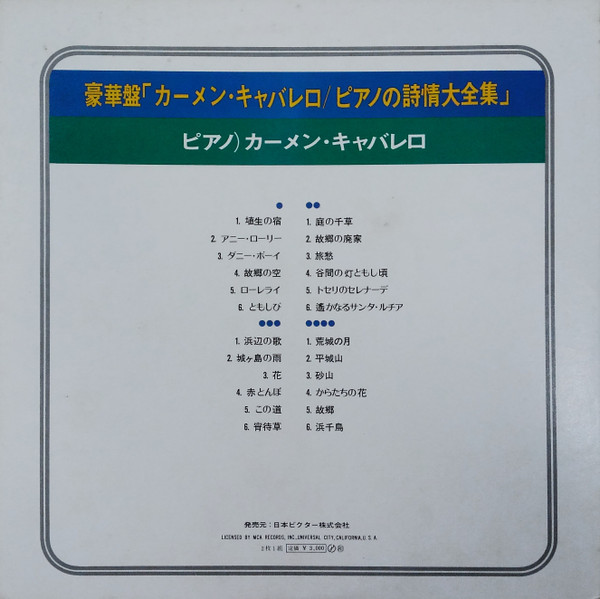 豪華盤「カーメン・キャバレロ/ピアノの詩情大全集」
ピアノ)カーメン・キャバレロ
●
1. 埴生の宿
2. アニー・ローリー
3. ダニー・ボーイ
4. 故郷の空
5. ローレライ
6. ともしび
●●
1. 庭の千草
2. 故郷の廃家
3. 旅愁
4. 谷間の灯ともし頃
5. トセリのセレナーデ
6. 遙かなるサンタ・ルチア
●●●
1. 浜辺の歌
2. 城ヶ島の雨
3. 花
4. 赤とんぼ
5. この道
6. 宵待草
●●●●
1. 荒城の月
2. 平城山
3. 砂山
4. からたちの花
5. 故郷
6. 浜千鳥
発売元:日本ビクター株式会社
LICENSED BY MCA RECORDS, INC., UNIVERSAL CITY, CALIFORNIA, U.S.A.
2枚1組 定価 ¥3,000